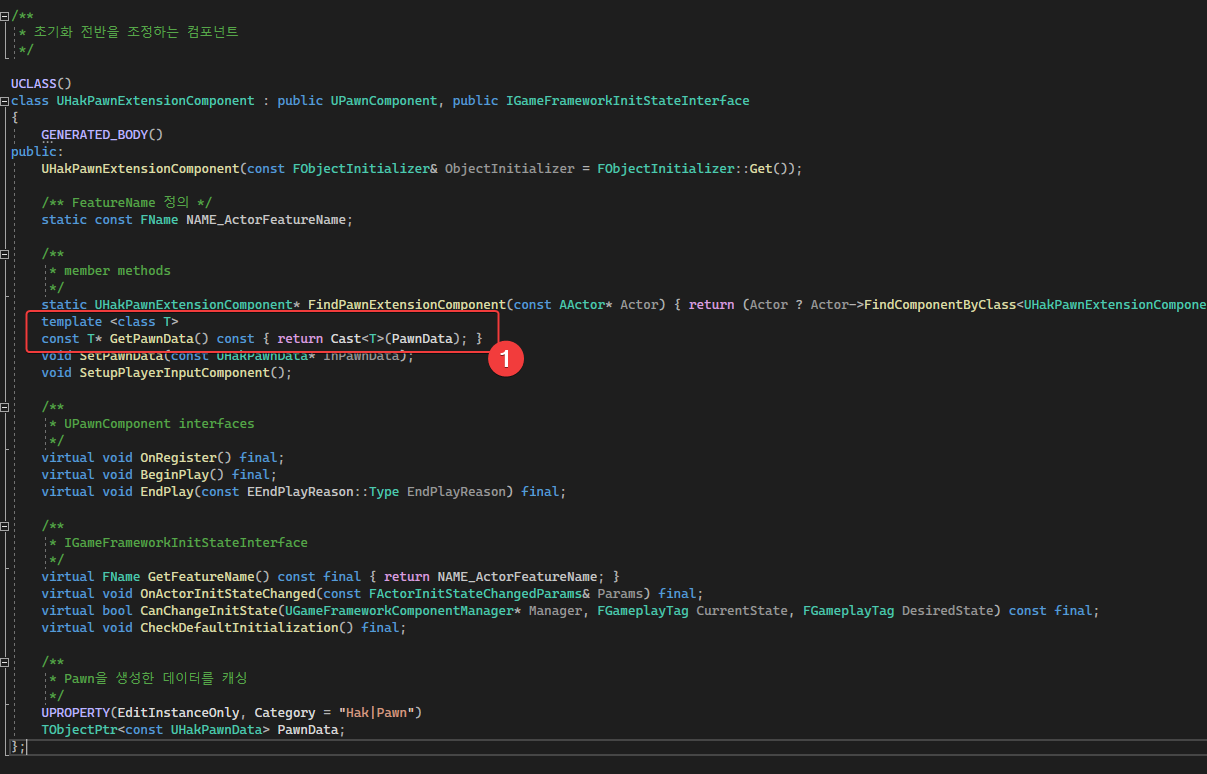 /**
* 초기화 전반을 조정하는 컴포넌트
*/
UCLASS()
class UHakPawnExtensionComponent : public UPawnComponent, public IGameFrameworkInitStateInterface
{
GENERATED_BODY()
public:
UHakPawnExtensionComponent(const FObjectInitializer& ObjectInitializer = FObjectInitializer::Get());
/** FeatureName 정의 */
static const FName NAME_ActorFeatureName;
/**
* member methods
*/
static UHakPawnExtensionComponent* FindPawnExtensionComponent(const AActor* Actor) { return (Actor ? Actor->FindComponentByClass<UHakPawnExtensionCompone
template <class T>
const T* GetPawnData() const { return Cast<T>(PawnData); }
1
void SetPawnData(const UHakPawnData* InPawnData);
void SetupPlayerInputComponent();
/**
* UPawnComponent interfaces
*/
virtual void OnRegister() final;
virtual void BeginPlay() final;
virtual void EndPlay(const EEndPlayReason::Type EndPlayReason) final;
/**
* IGameFrameworkInitStateInterface
*/
virtual FName GetFeatureName() const final { return NAME_ActorFeatureName; }
virtual void OnActorInitStateChanged(const FActorInitStateChangedParams& Params) final;
virtual bool CanChangeInitState(UGameFrameworkComponentManager* Manager, FGameplayTag CurrentState, FGameplayTag DesiredState) const final;
virtual void CheckDefaultInitialization() final;
/**
* Pawn을 생성한 데이터를 캐싱
*/
UPROPERTY(EditInstanceOnly, Category = "Hak|Pawn")
TObjectPtr<const UHakPawnData> PawnData;
};